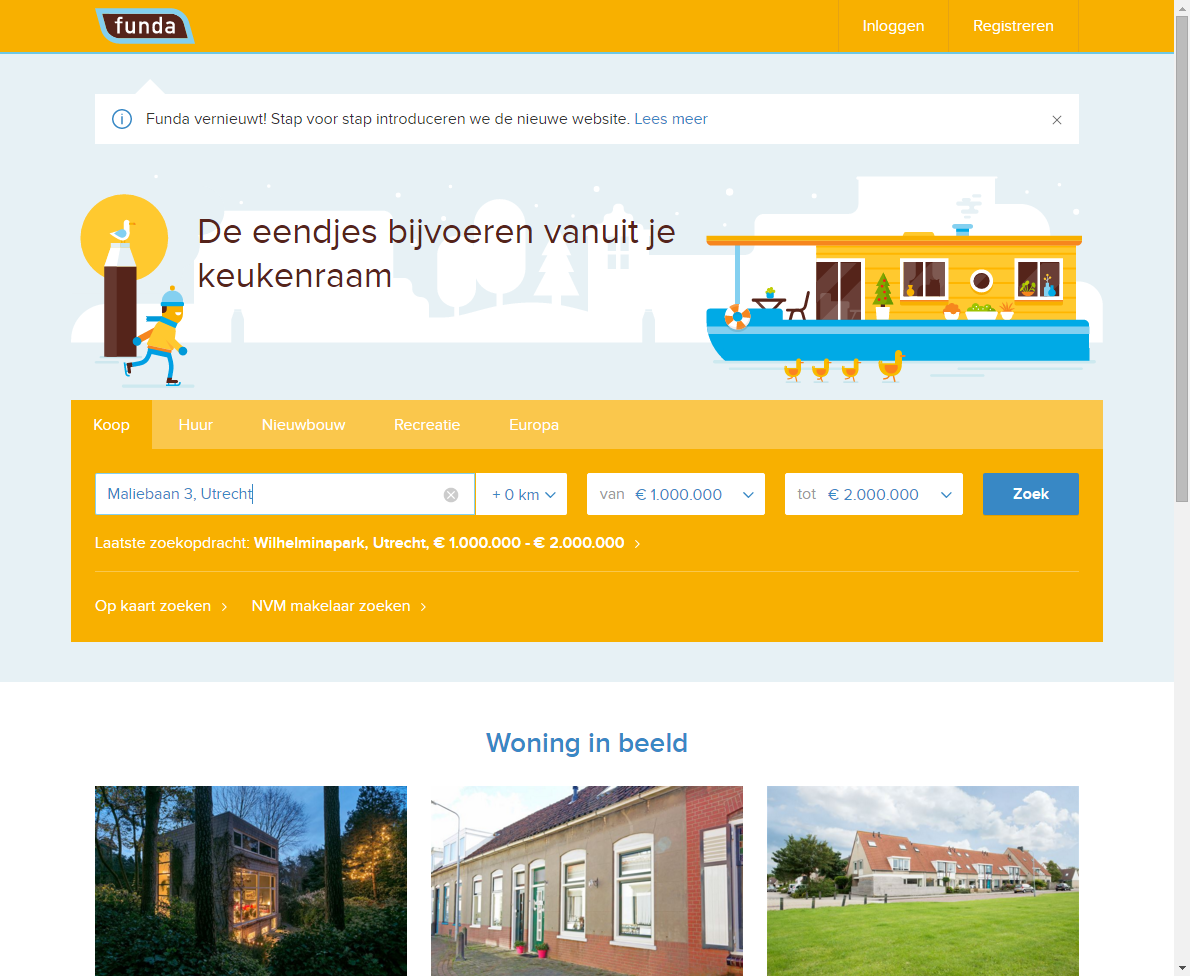 funda
Inloggen
Registreren
Funda vernieuwt! Stap voor stap introduceren we de nieuwe website. Lees meer
De eendjes bijvoeren vanuit je
keukenraam
Koop
Huur
Nieuwbouw
Recreatie
Europa
Maliebaan 3, Utrecht
+ 0 km
van € 1.000.000
tot € 2.000.000
Zoek
Laatste zoekopdracht: Wilhelminapark, Utrecht, € 1.000.000 - € 2.000.000
Op kaart zoeken
NVM makelaar zoeken
Woning in beeld